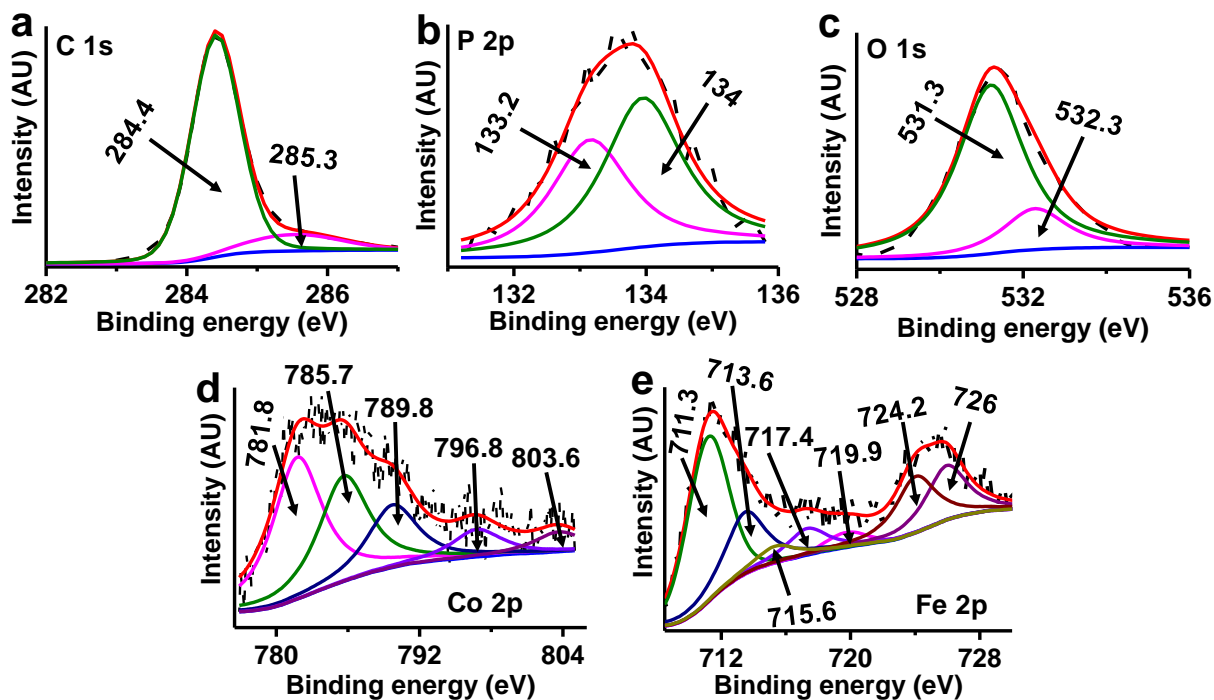 a
C 1s
Intensity (AU)
284.4
285.3
282 284 286
Binding energy (eV)
b
P 2p
Intensity (AU)
133.2
134
132 134 136
Binding energy (eV)
c
O 1s
Intensity (AU)
531.3
532.3
528 532 536
Binding energy (eV)
d
Intensity (AU)
781.8
785.7
789.8
796.8
803.6
Co 2p
780 792 804
Binding energy (eV)
e
Intensity (AU)
711.3
713.6
717.4
719.9
724.2
726
715.6
Fe 2p
712 720 728
Binding energy (eV)